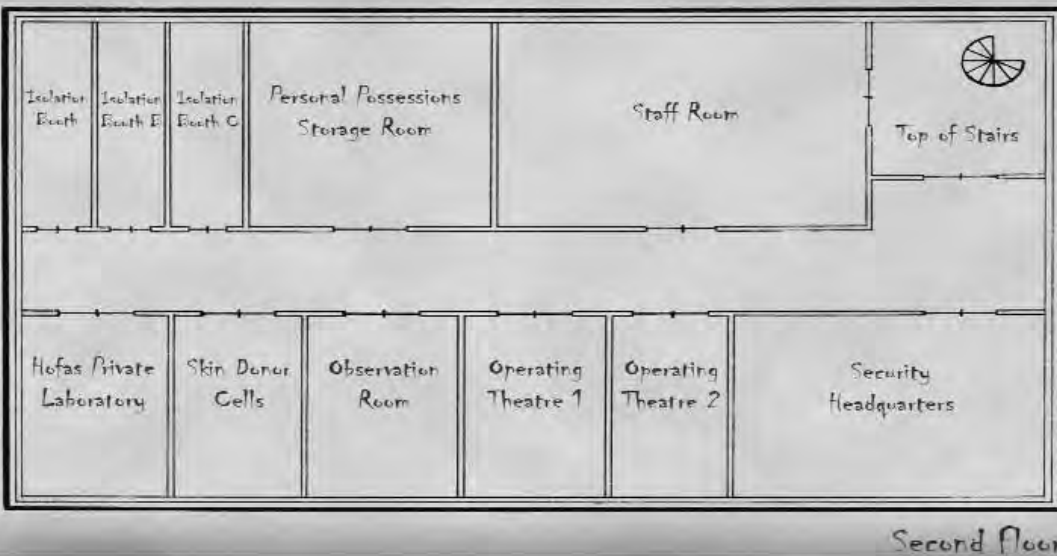 Isolation
Booth
Isolation
Booth B
Isolation
Booth C
Personal Possessions
Storage Room
Staff Room
Top of Stairs
Hofas Private
Laboratory
Skin Donor
Cells
Observation
Room
Operating
Theatre 1
Operating
Theatre 2
Security
Headquarters
Second Floor